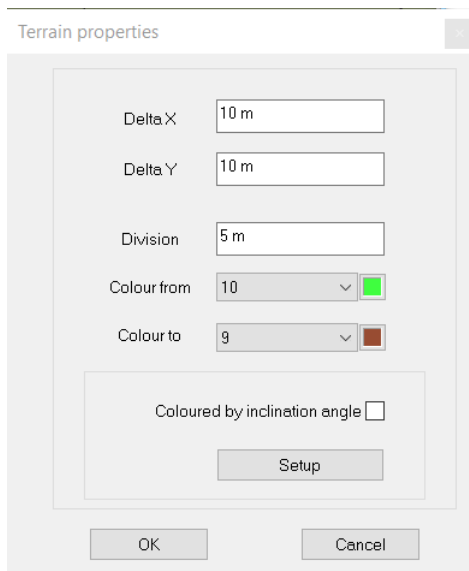 Terrain properties
Delta X 10 m
Delta Y 10 m
Division 5 m
Colour from 10
Colour to 9
Coloured by inclination angle
Setup
OK Cancel